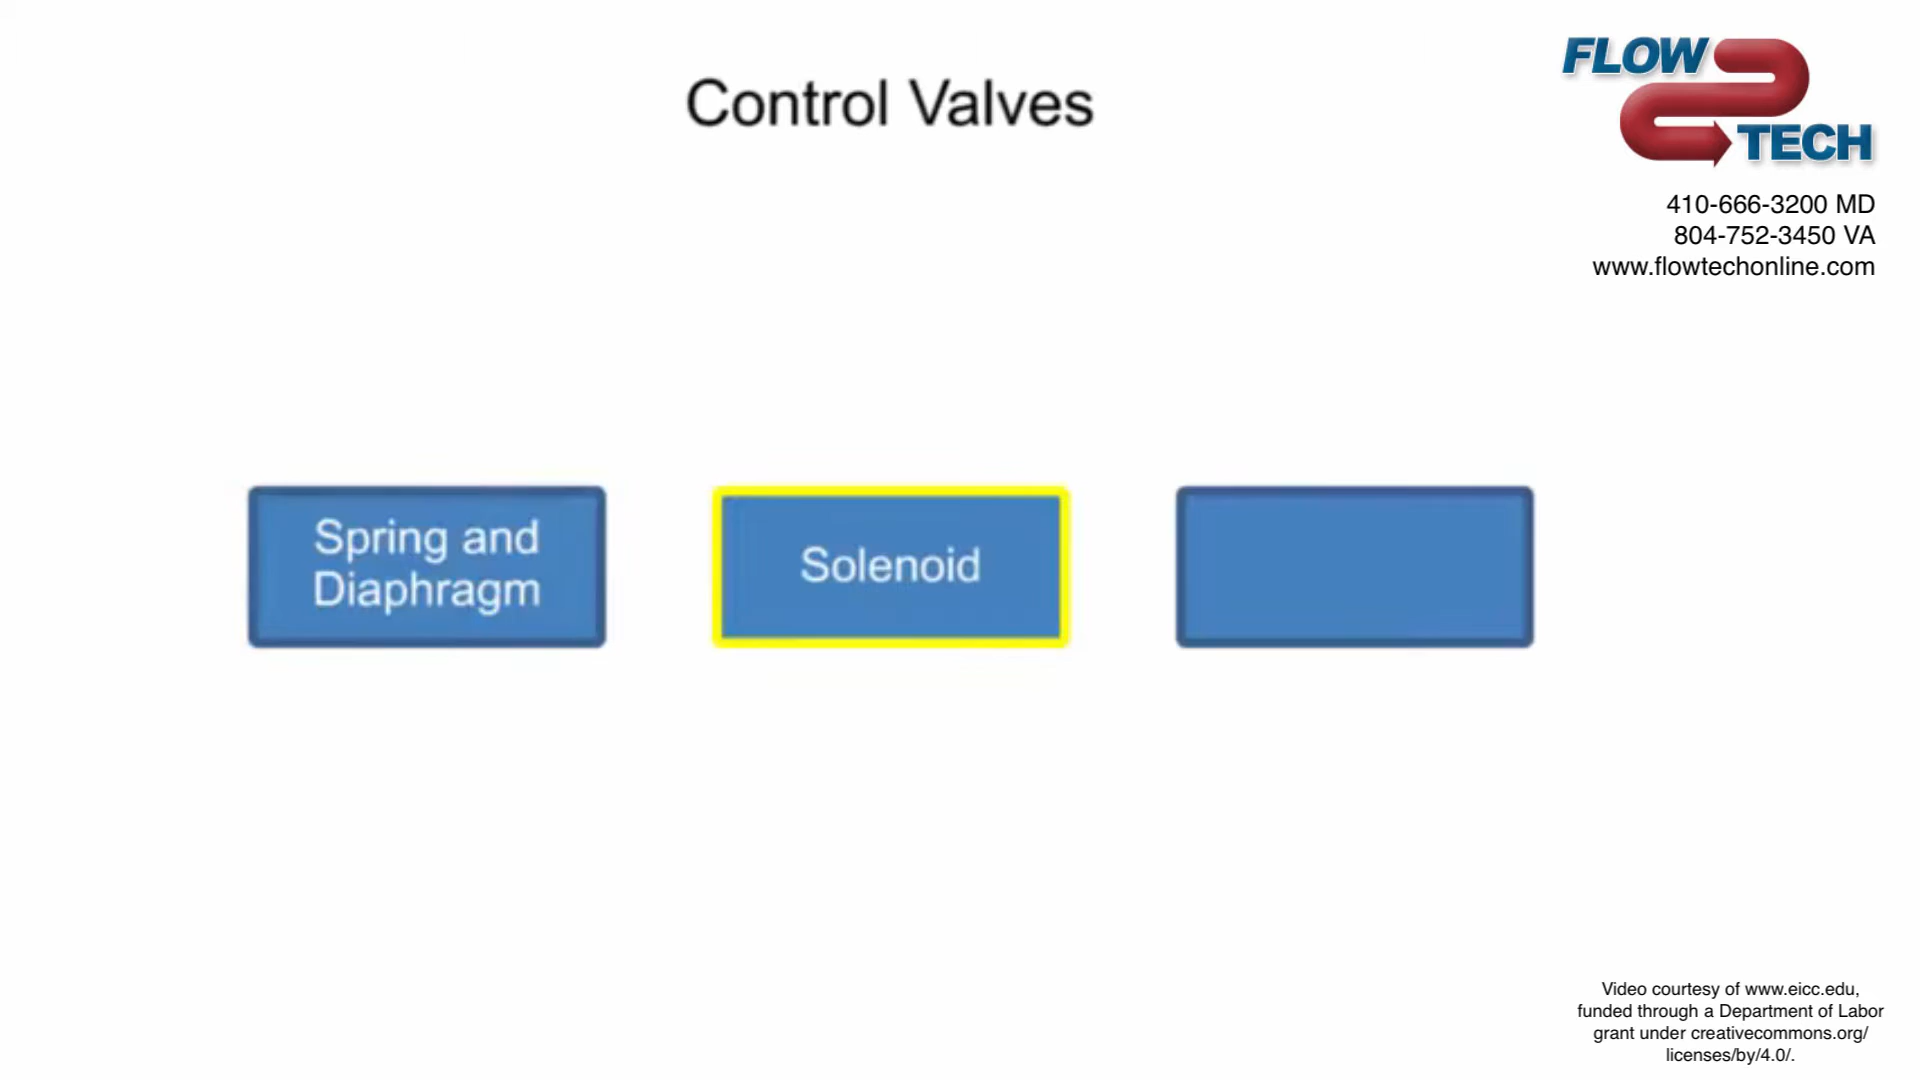 Control Valves
FLOW
TECH
410-666-3200 MD
804-752-3450 VA
www.flowtechonline.com
Spring and
Diaphragm
Solenoid
Video courtesy of www.eicc.edu,
funded through a Department of Labor
grant under creativecommons.org/
licenses/by/4.0/.